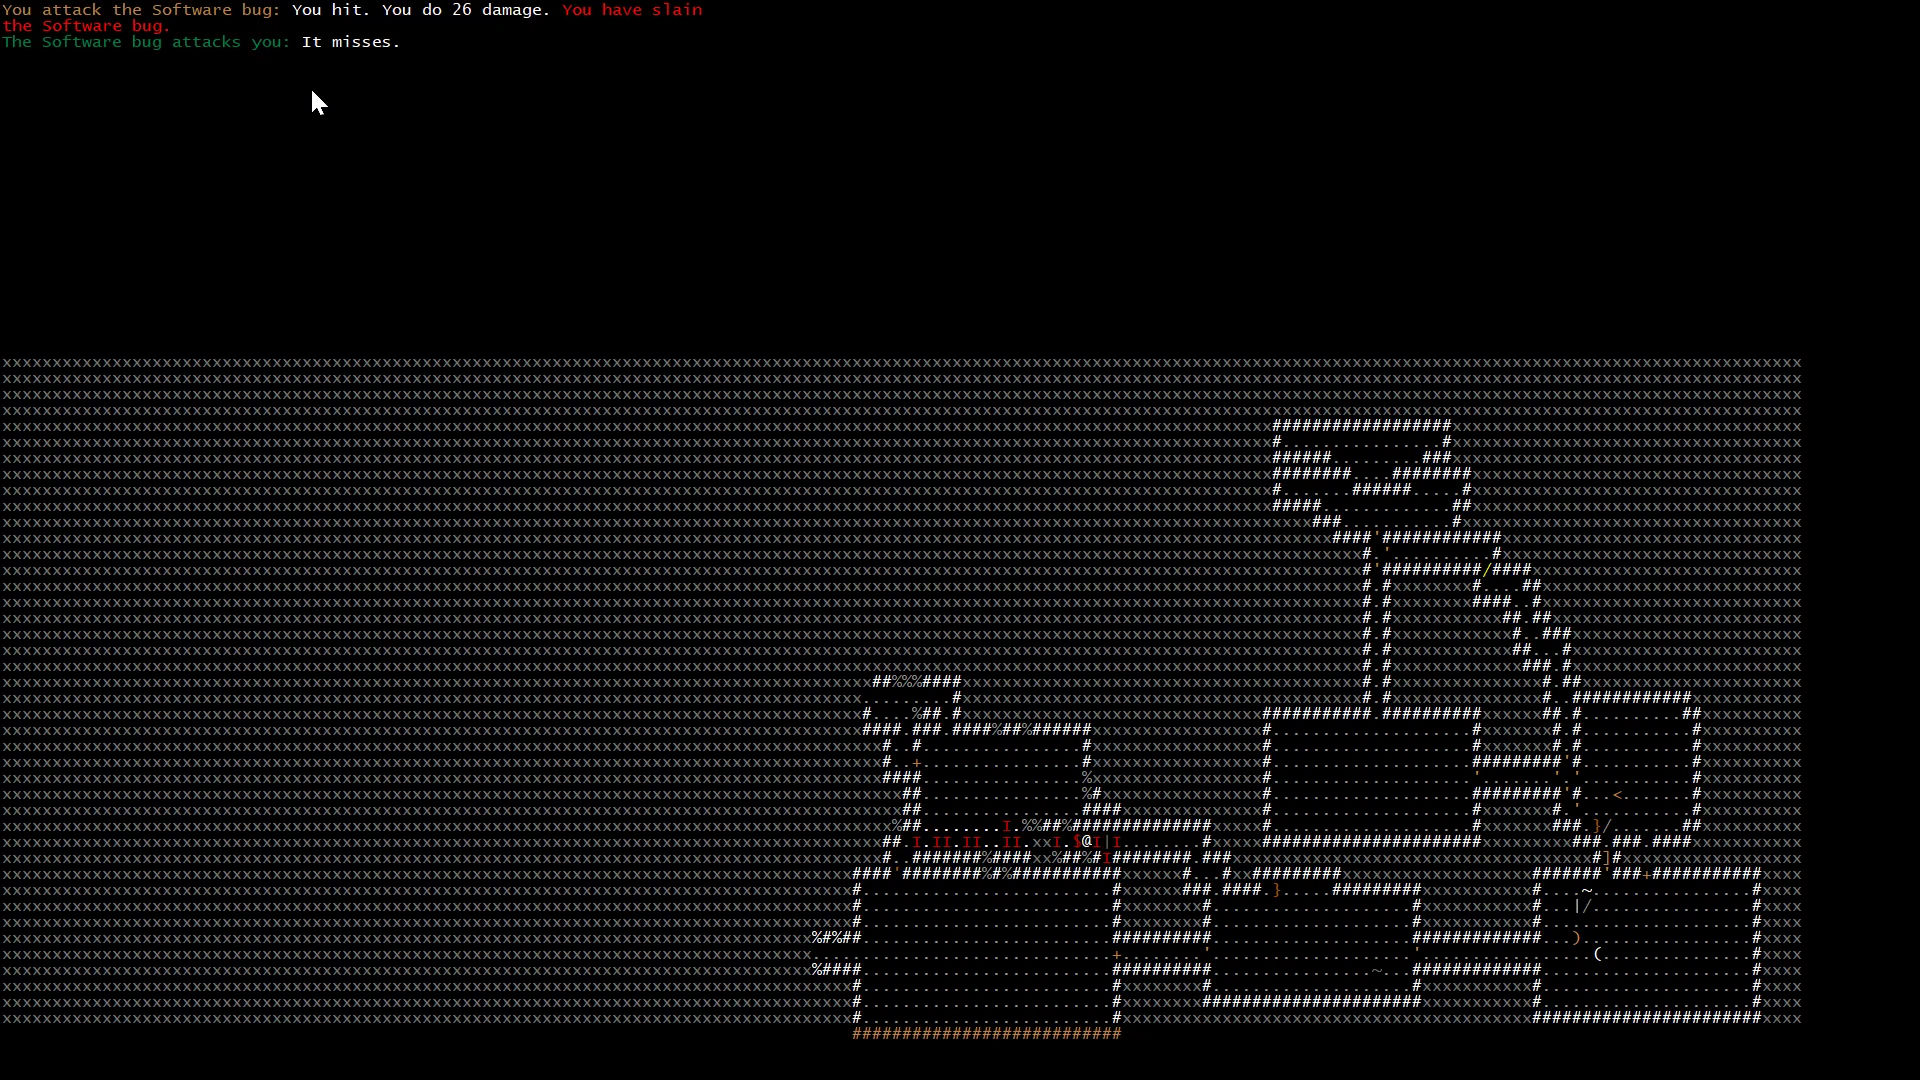 You attack the Software bug: You hit. You do 26 damage. You have slain
the Software bug.
The Software bug attacks you: It misses.